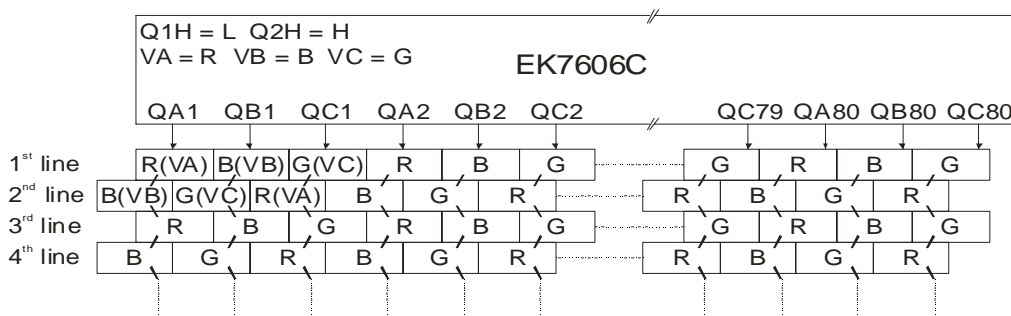 Q1H = L Q2H = H
VA = R VB = B VC = G
EK7606C
QA1 QB1 QC1 QA2 QB2 QC2 QC79 QA80 QB80 QC80
1st line R(VA) B(VB) G(VC) R B G G R B G
2nd line B(VB) G(VC) R(VA) B G R R B G R
3rd line R B G R B G G R B G
4th line B G R B G R R B G R